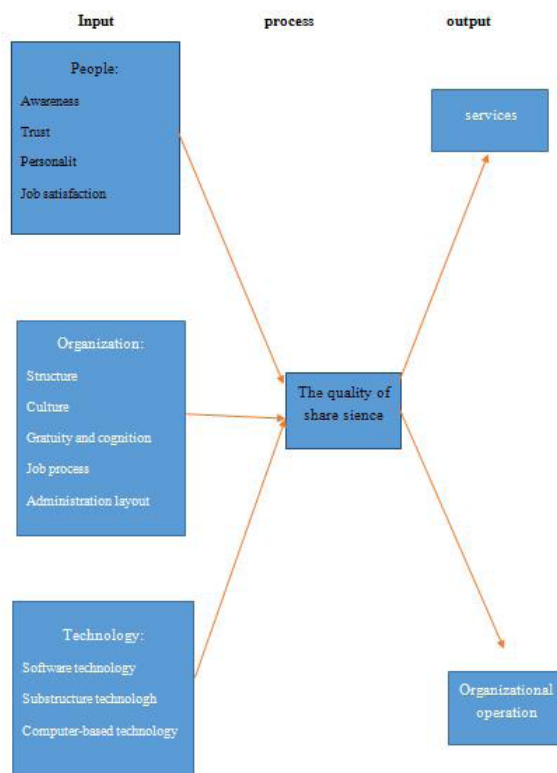 Input process output
People:
Awareness
Trust
Personalit
Job satisfaction
services
Organization:
Structure
Culture
Gratuity and cognition
Job process
Administration layout
The quality of
share sience
Technology:
Software technology
Substructure technologh
Computer-based technology
Organizational
operation